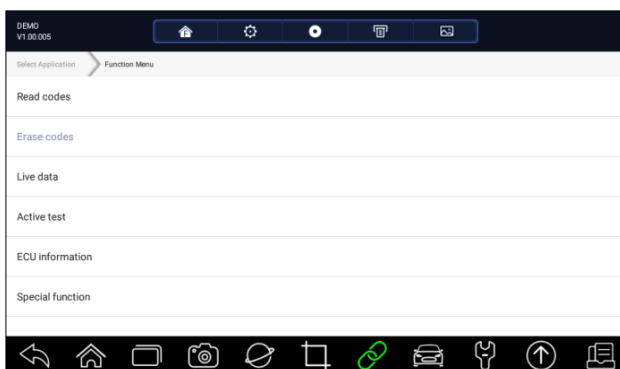 DEMO
V1.00.005
Select Application
Function Menu
Read codes
Erase codes
Live data
Active test
ECU information
Special function